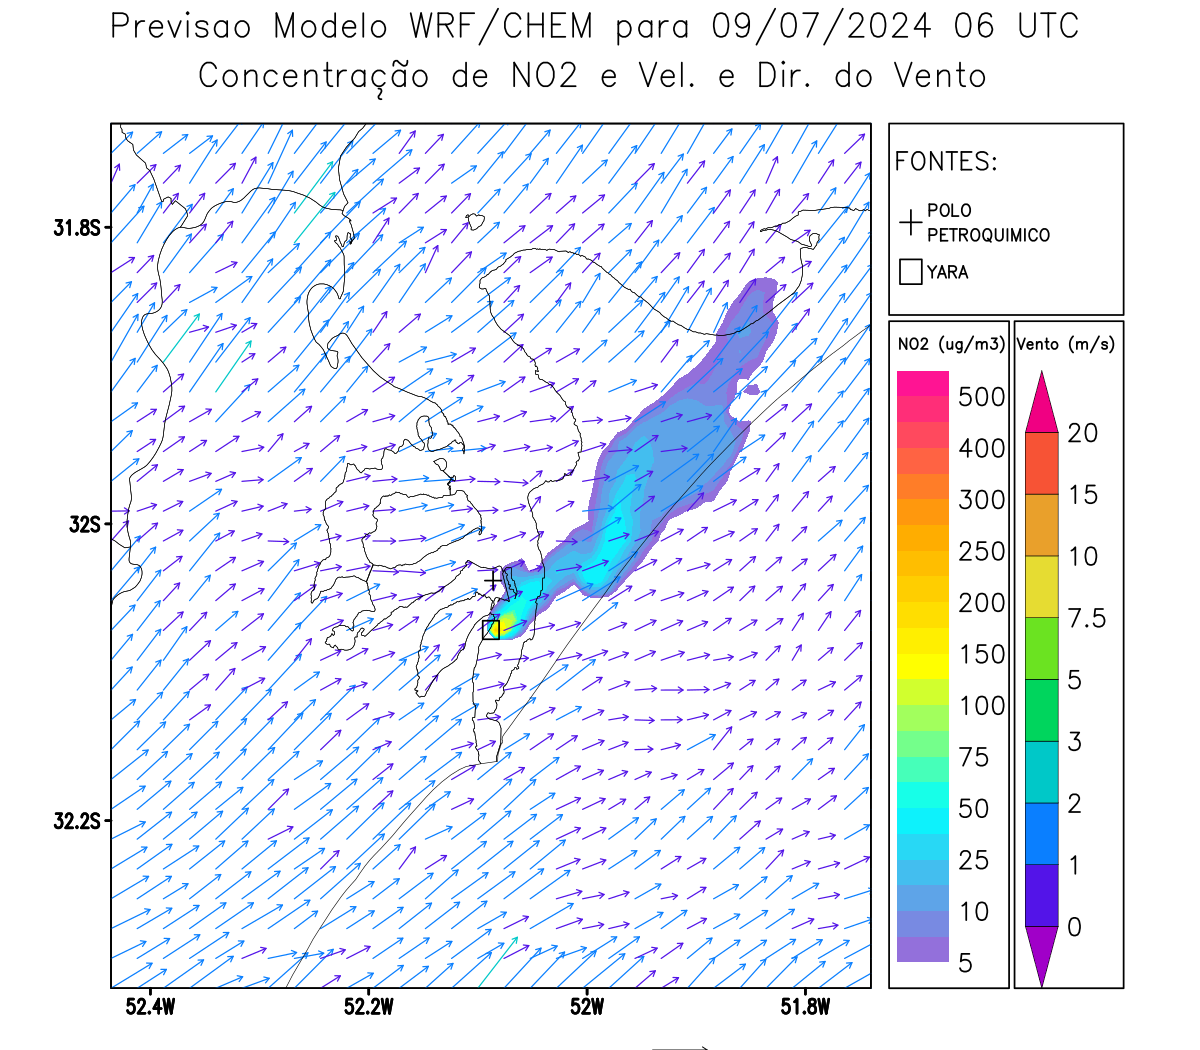 Previsao Modelo WRF/CHEM para 09/07/2024 06 UTC
Concentração de NO2 e Vel. e Dir. do Vento
FONTES:
POLO
PETROQUIMICO
YARA
NO2 (ug/m3)
500
400
300
250
200
150
100
75
50
25
10
5
Vento (m/s)
20
15
10
7.5
5
3
2
1
0
31.8S
32S
32.2S
52.4W
52.2W
52W
51.8W